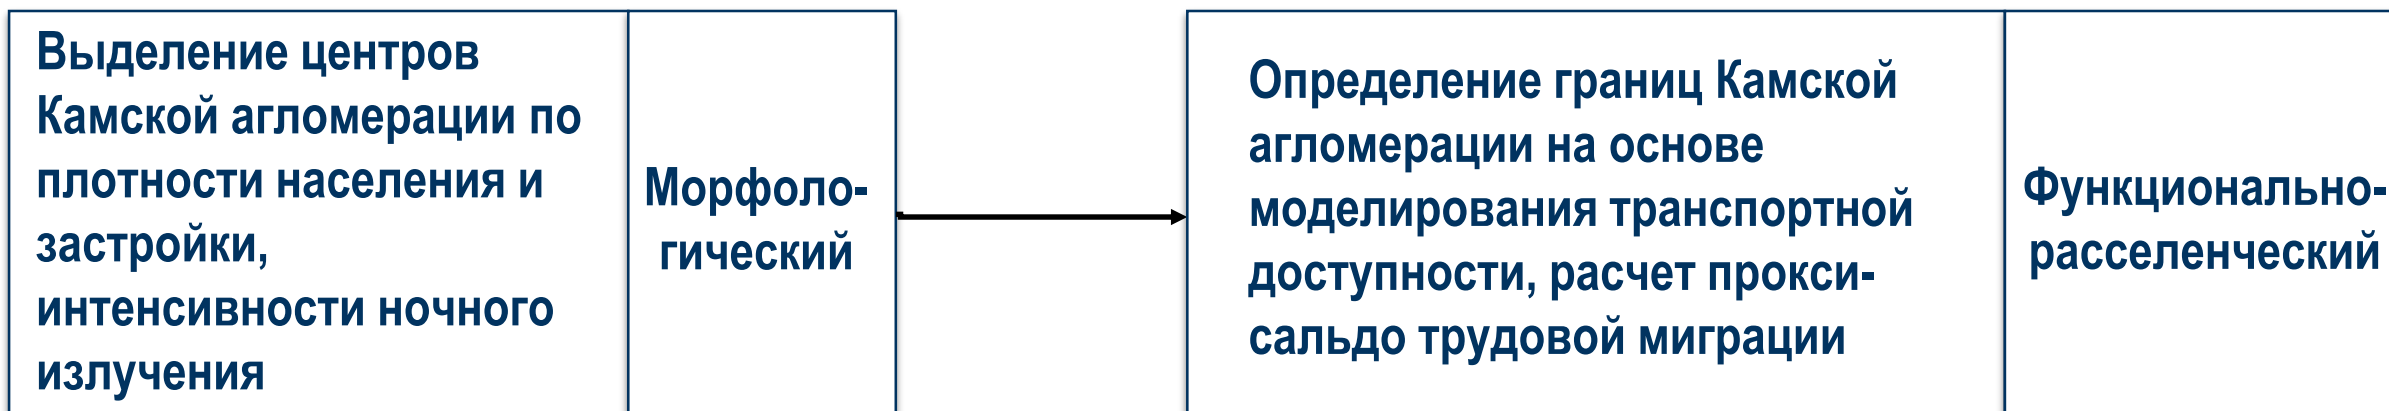 Выделение центров
Камской агломерации по
плотности населения и
застройки,
интенсивности ночного
излучения
Морфоло-
гический
Определение границ Камской
агломерации на основе
моделирования транспортной
доступности, расчет прокси-
сальдо трудовой миграции
Функционально-
расселенческий